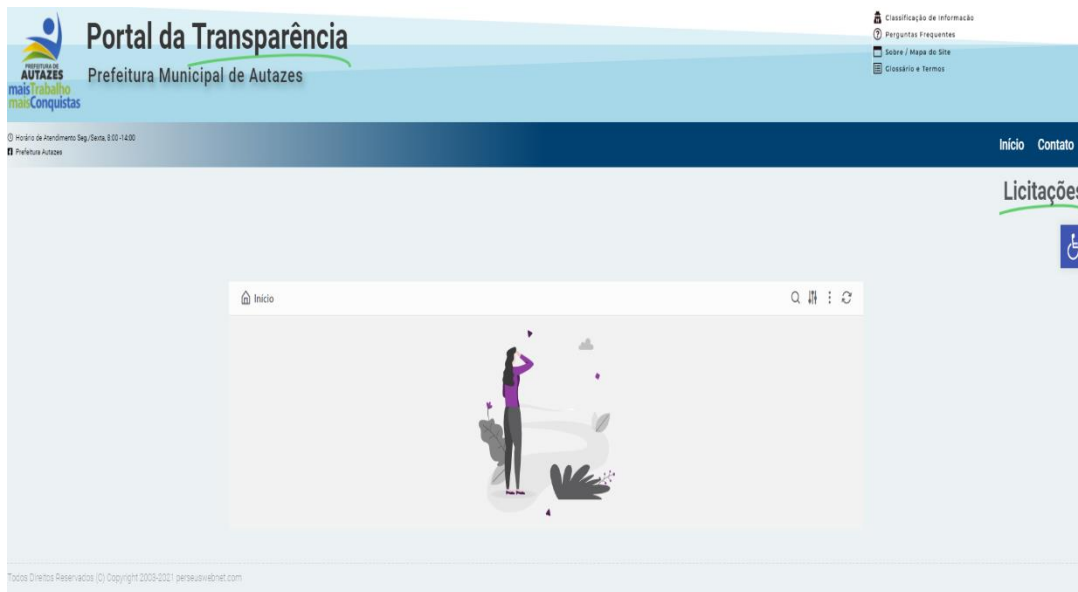 Portal da Transparência
Prefeitura Municipal de Autazes
PREFEITURA DE
AUTAZES
maisTrabalho
maisConquistas
Classificação de Informacão
Perguntas Frequentes
Sobre / Mapa do Site
Glossário e Termos
Horário de Atendimento Seg./Sexta, 8:00 -14:00
Prefeitura Autazes
Início Contato
Licitações
Início
Todos Direitos Reservados (C) Copyright 2008-2021 perseuswebnet.com